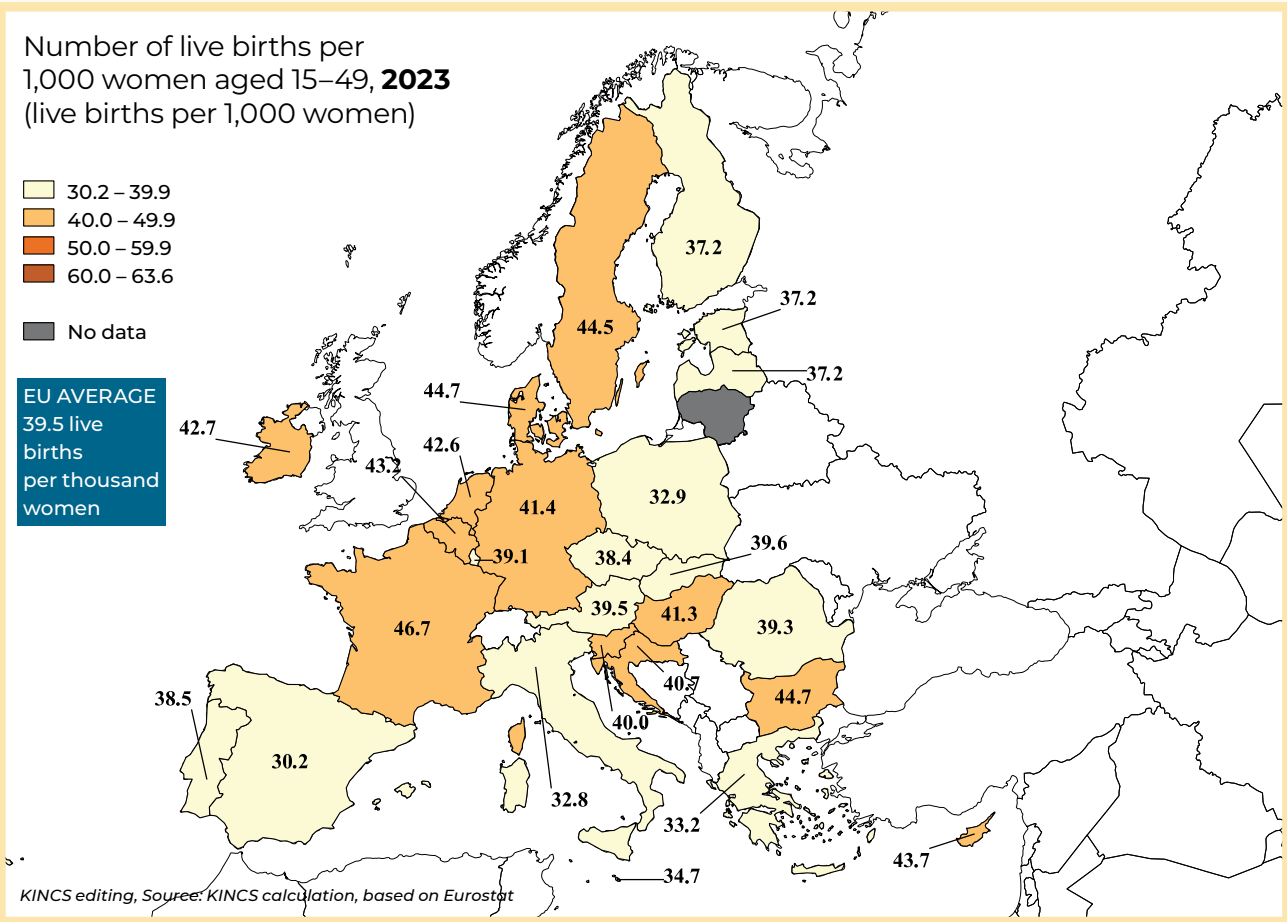 Number of live births per
1,000 women aged 15–49, 2023
(live births per 1,000 women)
30.2 – 39.9
40.0 – 49.9
50.0 – 59.9
60.0 – 63.6
No data
EU AVERAGE
39.5 live
births
per thousand
women
37.2
37.2
44.5
37.2
44.7
42.7
42.6
43.2
32.9
41.4
39.6
39.1
38.4
39.5
41.3
46.7
39.3
40.7
44.7
38.5
40.0
30.2
32.8
33.2
43.7
34.7
KINCS editing, Source: KINCS calculation, based on Eurostat